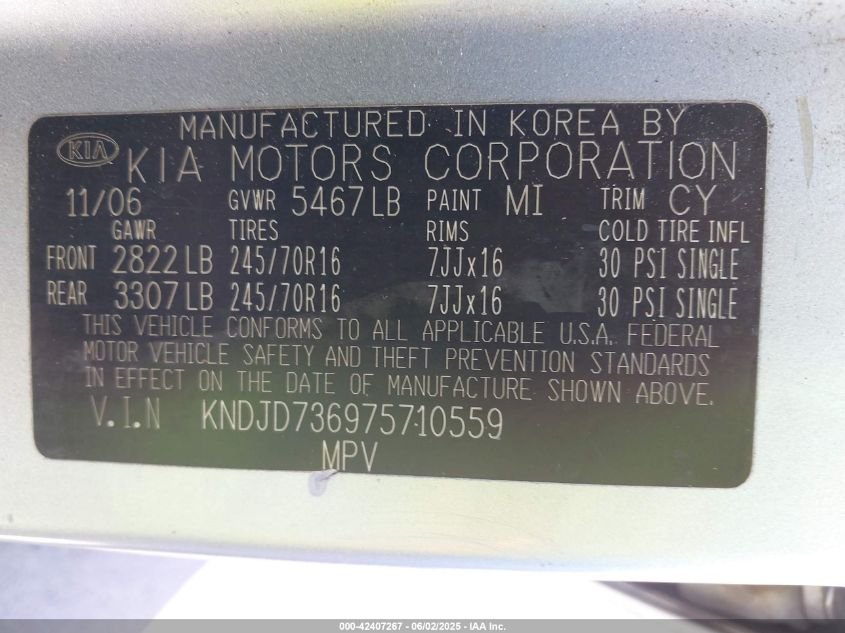 MANUFACTURED IN KOREA BY
KIA KIA MOTORS CORPORATION
11/06 GVWR 5467LB PAINT MI TRIM CY
GAWR TIRES RIMS COLD TIRE INFL
FRONT 2822LB 245/70R16 7JJx16 30 PSI SINGLE
REAR 3307LB 245/70R16 7JJx16 30 PSI SINGLE
THIS VEHICLE CONFORMS TO ALL APPLICABLE U.S.A. FEDERAL
MOTOR VEHICLE SAFETY AND THEFT PREVENTION STANDARDS
IN EFFECT ON THE DATE OF MANUFACTURE SHOWN ABOVE.
V.I.N KNDJD736975710559
MPV
000-42407267 - 06/02/2025 - IAA Inc.